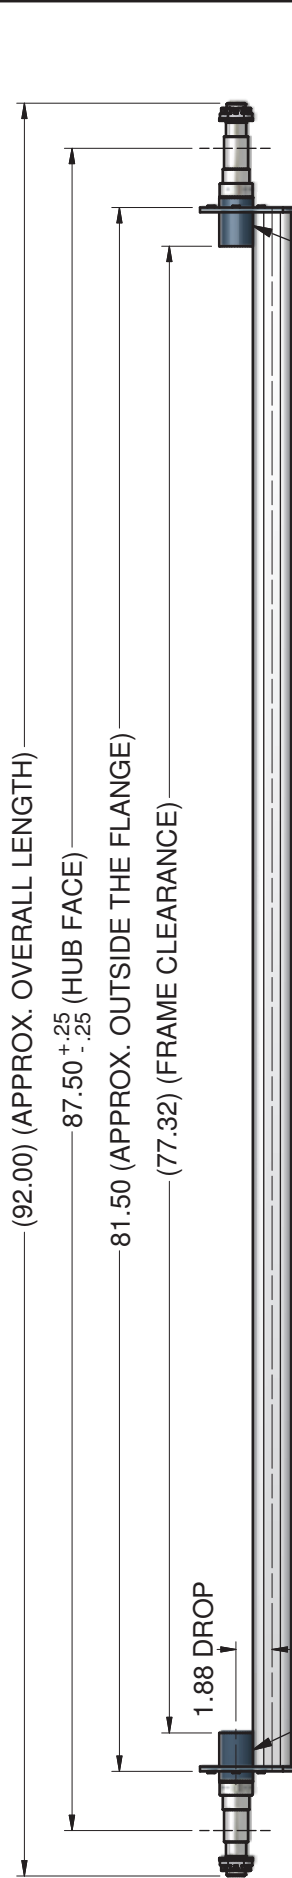 (92.00) (APPROX. OVERALL LENGTH)
87.50 +.25 -.25 (HUB FACE)
81.50 (APPROX. OUTSIDE THE FLANGE)
(77.32) (FRAME CLEARANCE)
1.88 DROP